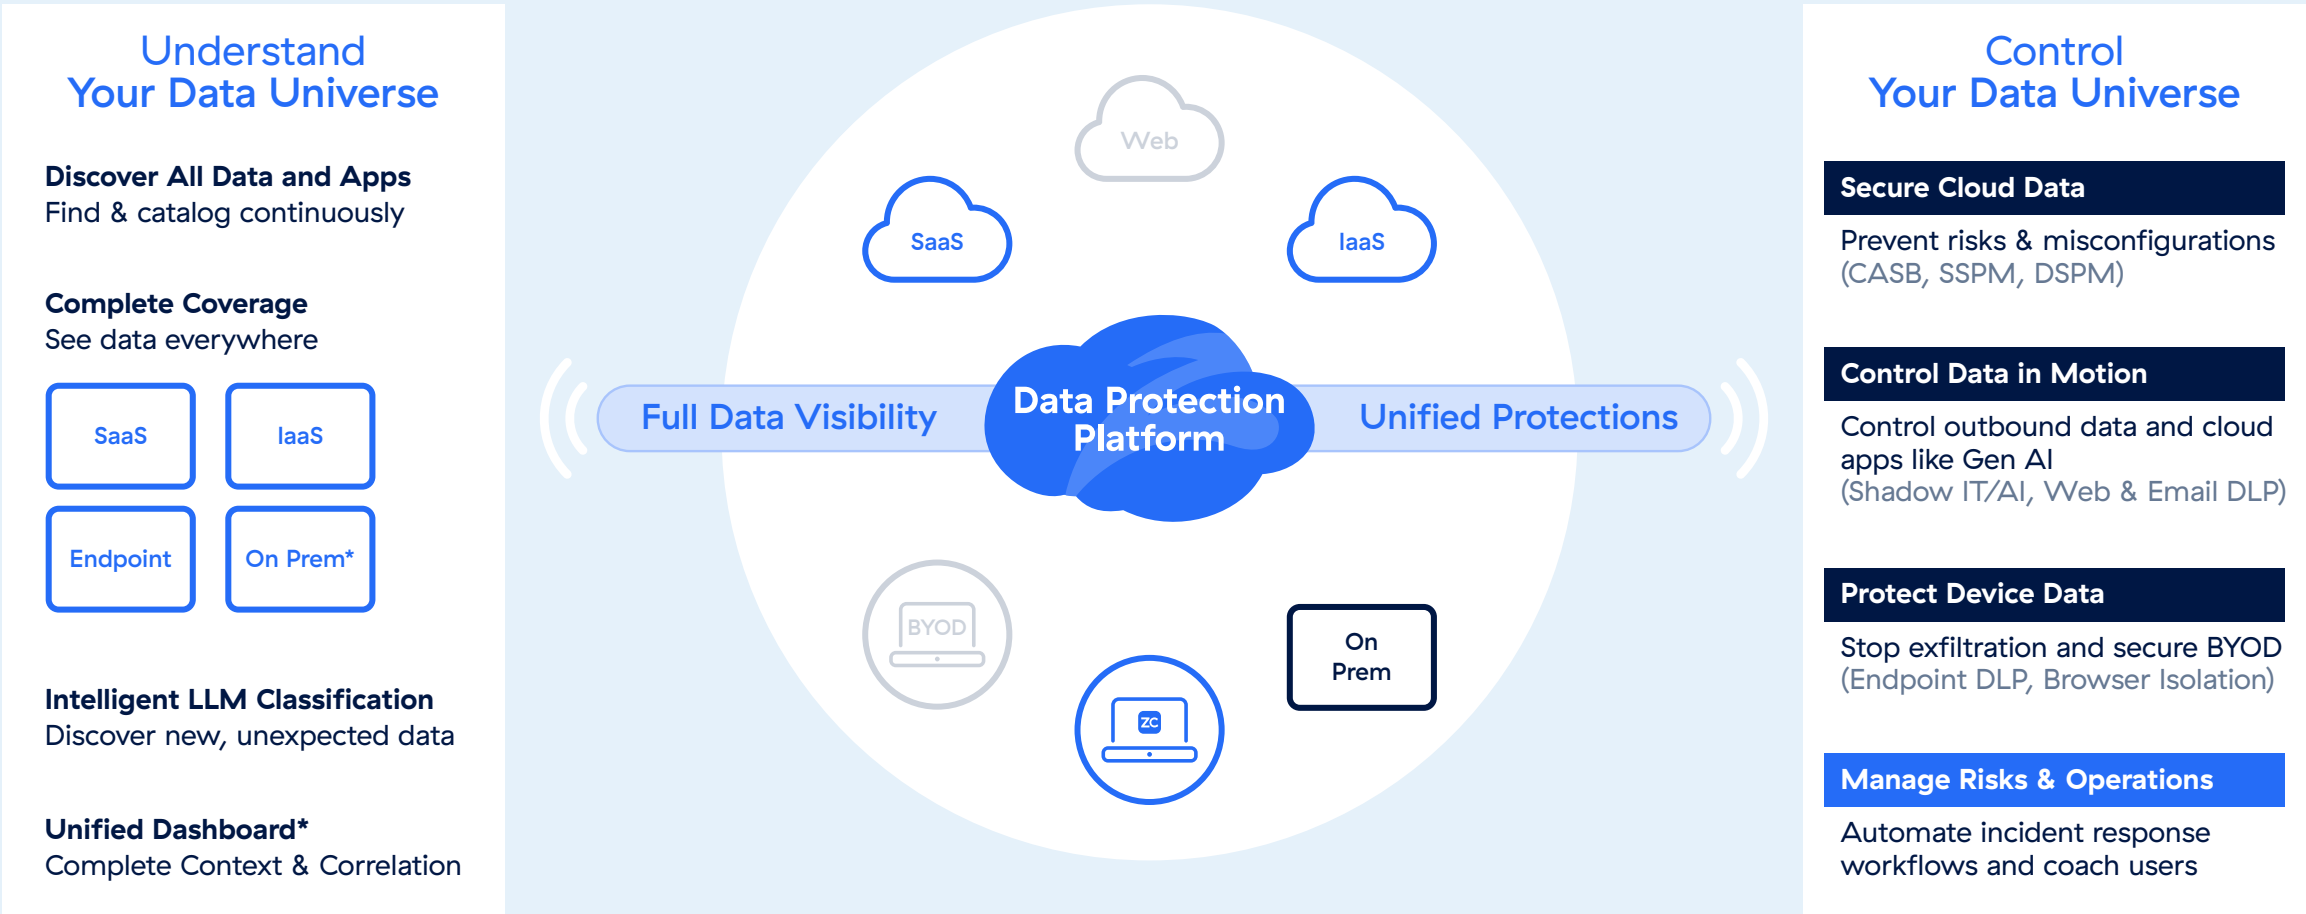 Understand
Your Data Universe
Discover All Data and Apps
Find & catalog continuously
Complete Coverage
See data everywhere
SaaS
IaaS
Endpoint
On Prem*
Intelligent LLM Classification
Discover new, unexpected data
Unified Dashboard*
Complete Context & Correlation
Web
SaaS
IaaS
Full Data Visibility
Data Protection
Platform
Unified Protections
BYOD
ZC
On
Prem
Control
Your Data Universe
Secure Cloud Data
Prevent risks & misconfigurations
(CASB, SSPM, DSPM)
Control Data in Motion
Control outbound data and cloud
apps like Gen AI
(Shadow IT/AI, Web & Email DLP)
Protect Device Data
Stop exfiltration and secure BYOD
(Endpoint DLP, Browser Isolation)
Manage Risks & Operations
Automate incident response
workflows and coach users